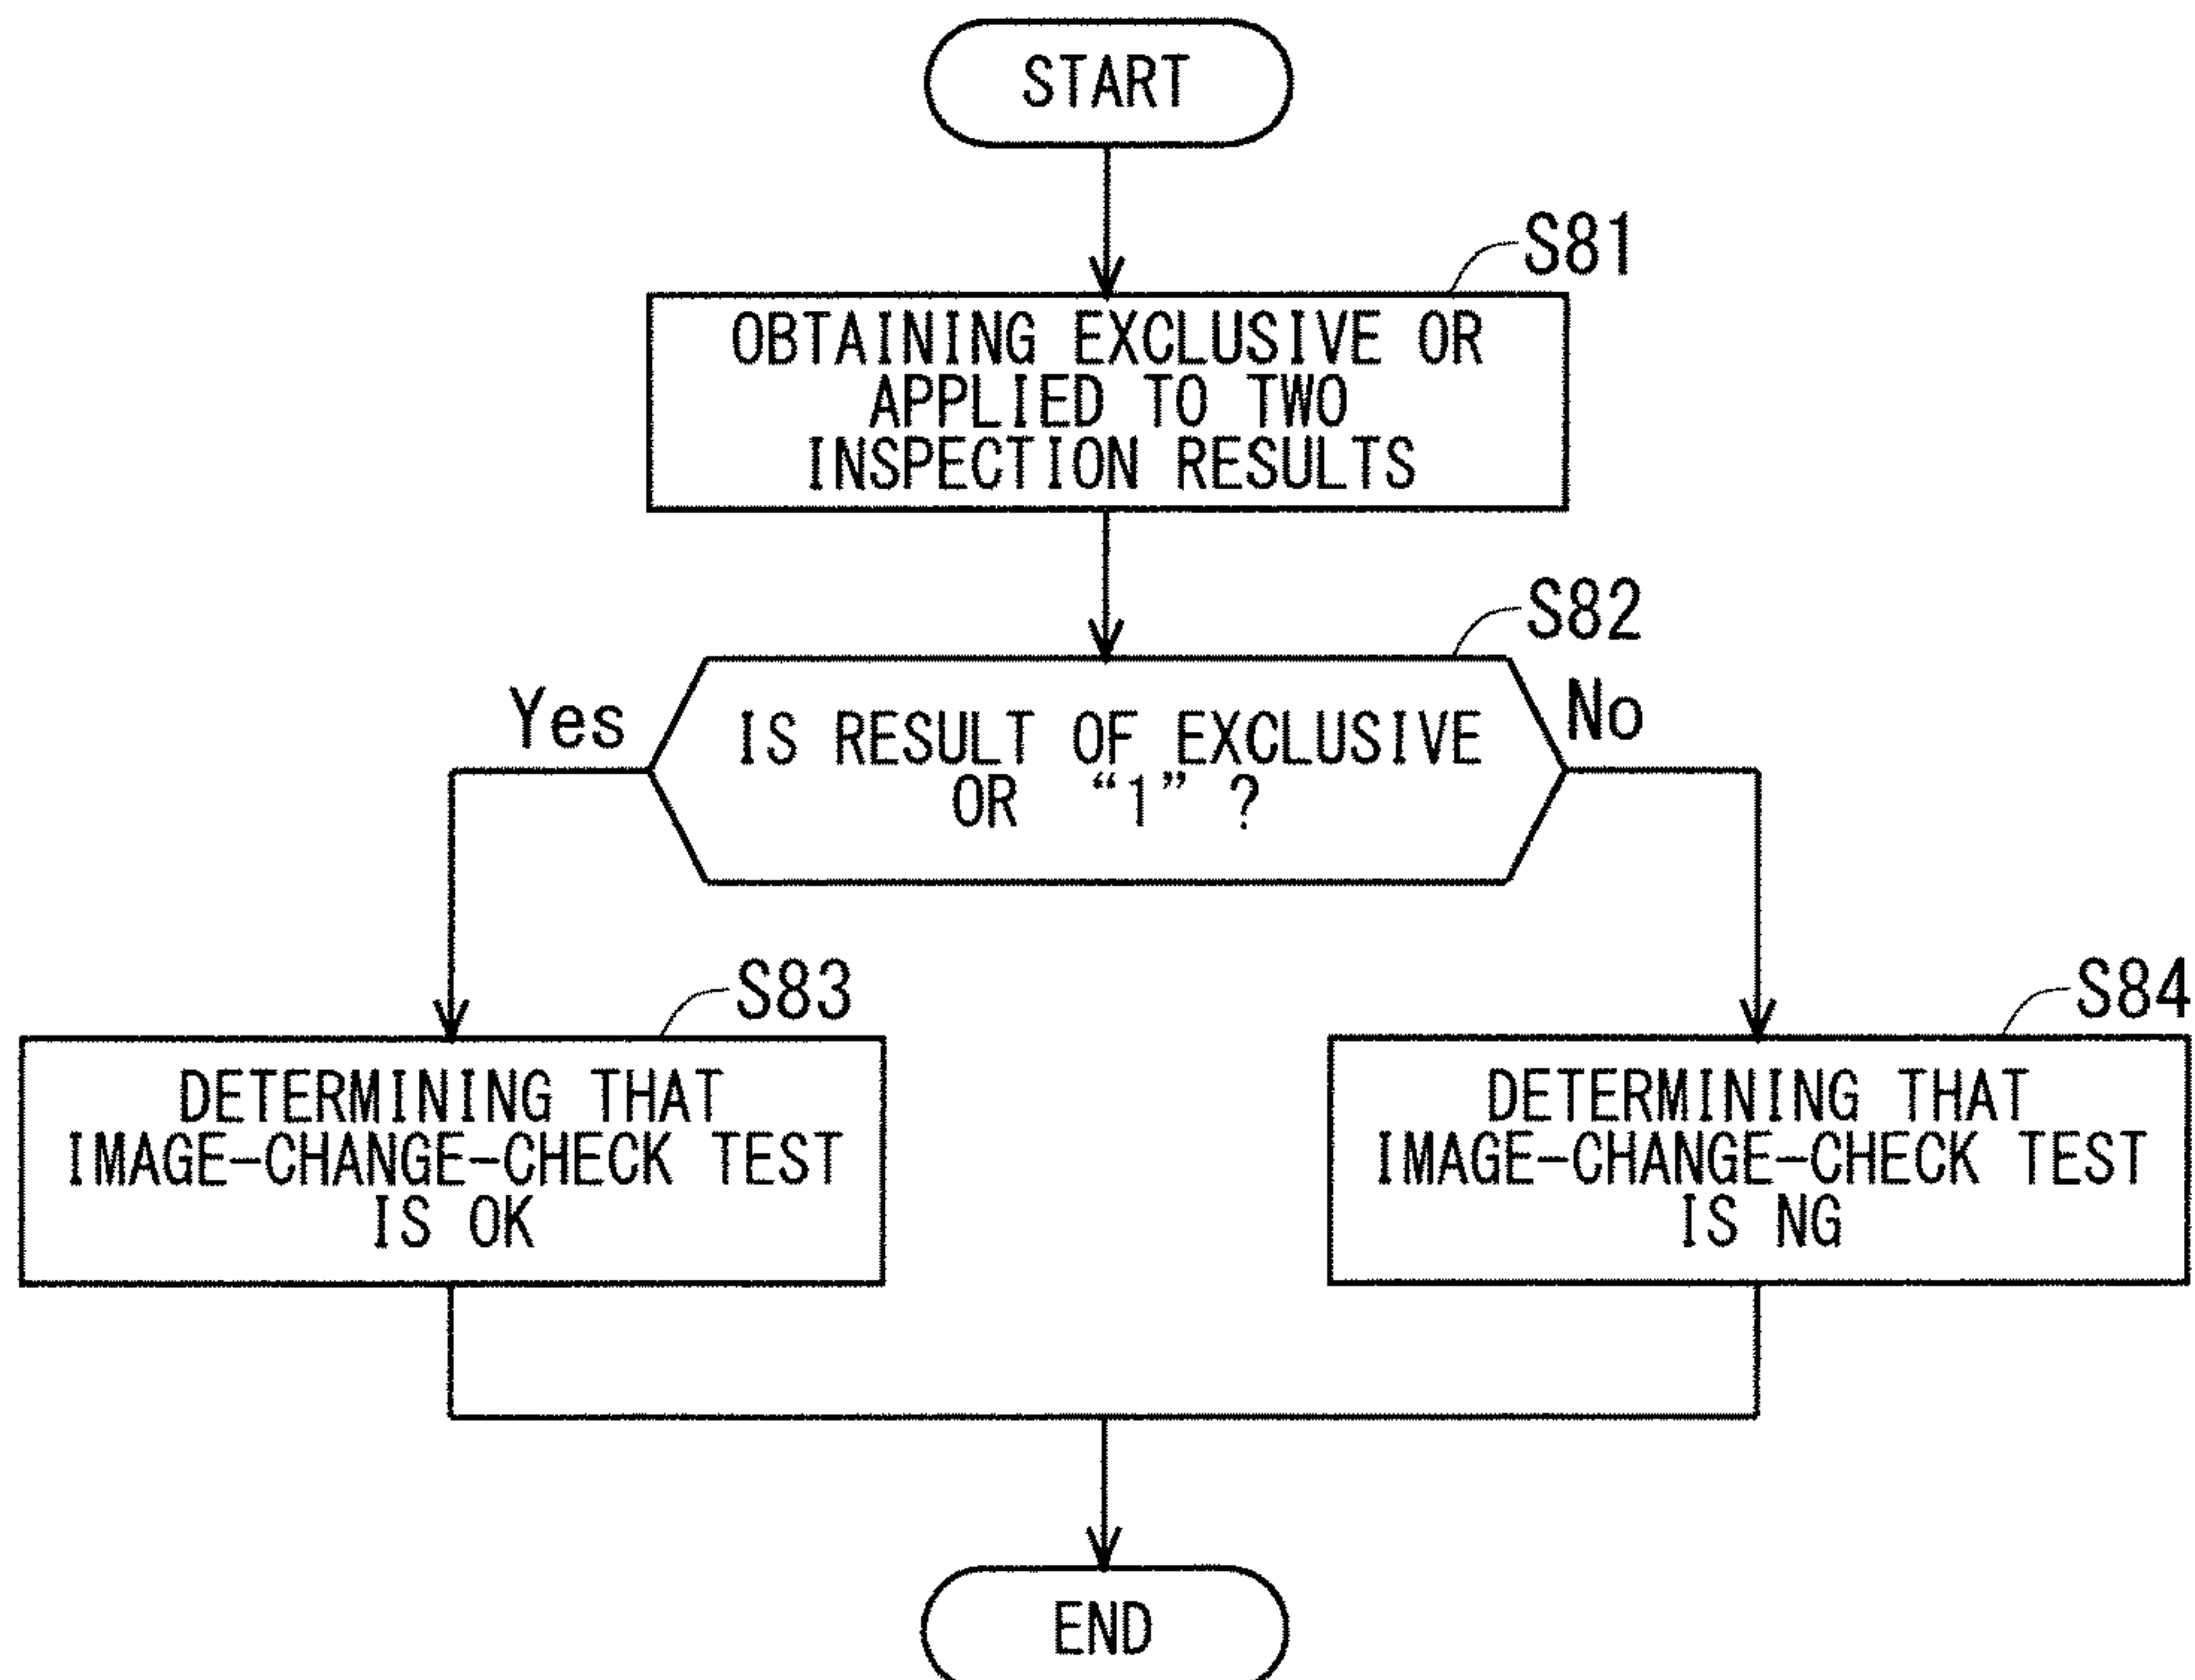 START
S81
OBTAINING EXCLUSIVE OR
APPLIED TO TWO
INSPECTION RESULTS
S82
Yes
No
IS RESULT OF EXCLUSIVE
OR “1” ?
S83
DETERMINING THAT
IMAGE-CHANGE-CHECK TEST
IS OK
S84
DETERMINING THAT
IMAGE-CHANGE-CHECK TEST
IS NG
END